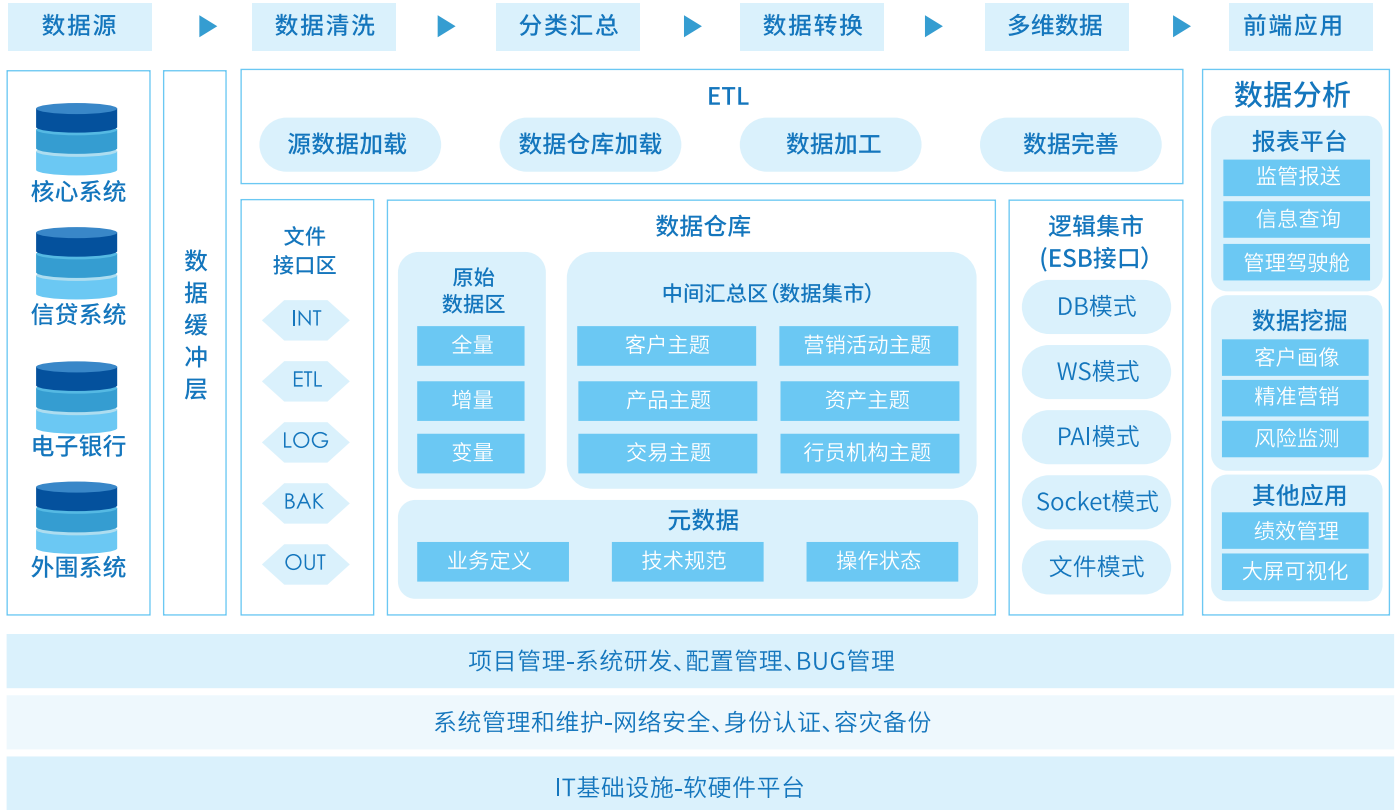 数据源
数据清洗
分类汇总
数据转换
多维数据
前端应用
核心系统
信贷系统
电子银行
外围系统
数
据
缓
冲
层
ETL
源数据加载
数据仓库加载
数据加工
数据完善
文件
接口区
INT
ETL
LOG
BAK
OUT
数据仓库
原始
数据区
全量
增量
变量
中间汇总区(数据集市)
客户主题
营销活动主题
产品主题
资产主题
交易主题
行员机构主题
元数据
业务定义
技术规范
操作状态
逻辑集市
(ESB接口)
DB模式
WS模式
PAI模式
Socket模式
文件模式
数据分析
报表平台
监管报送
信息查询
管理驾驶舱
数据挖掘
客户画像
精准营销
风险监测
其他应用
绩效管理
大屏可视化
项目管理-系统研发、配置管理、BUG管理
系统管理和维护-网络安全、身份认证、容灾备份
IT基础设施-软硬件平台